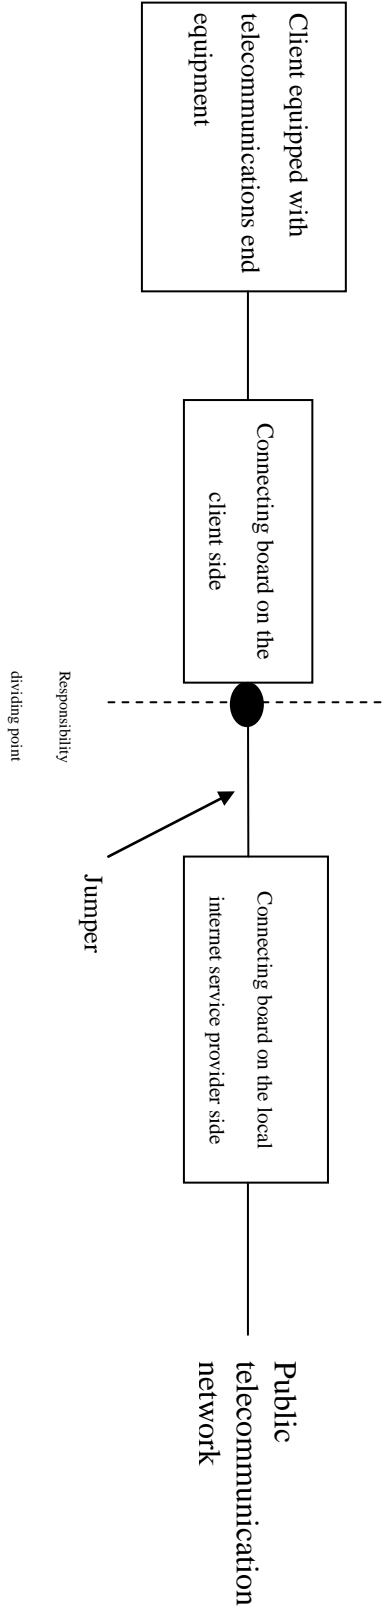 Client equipped with
telecommunications end
equipment
Connecting board on the
client side
Responsibility
dividing point
Jumper
Connecting board on the local
internet service provider side
Public
telecommunication
network